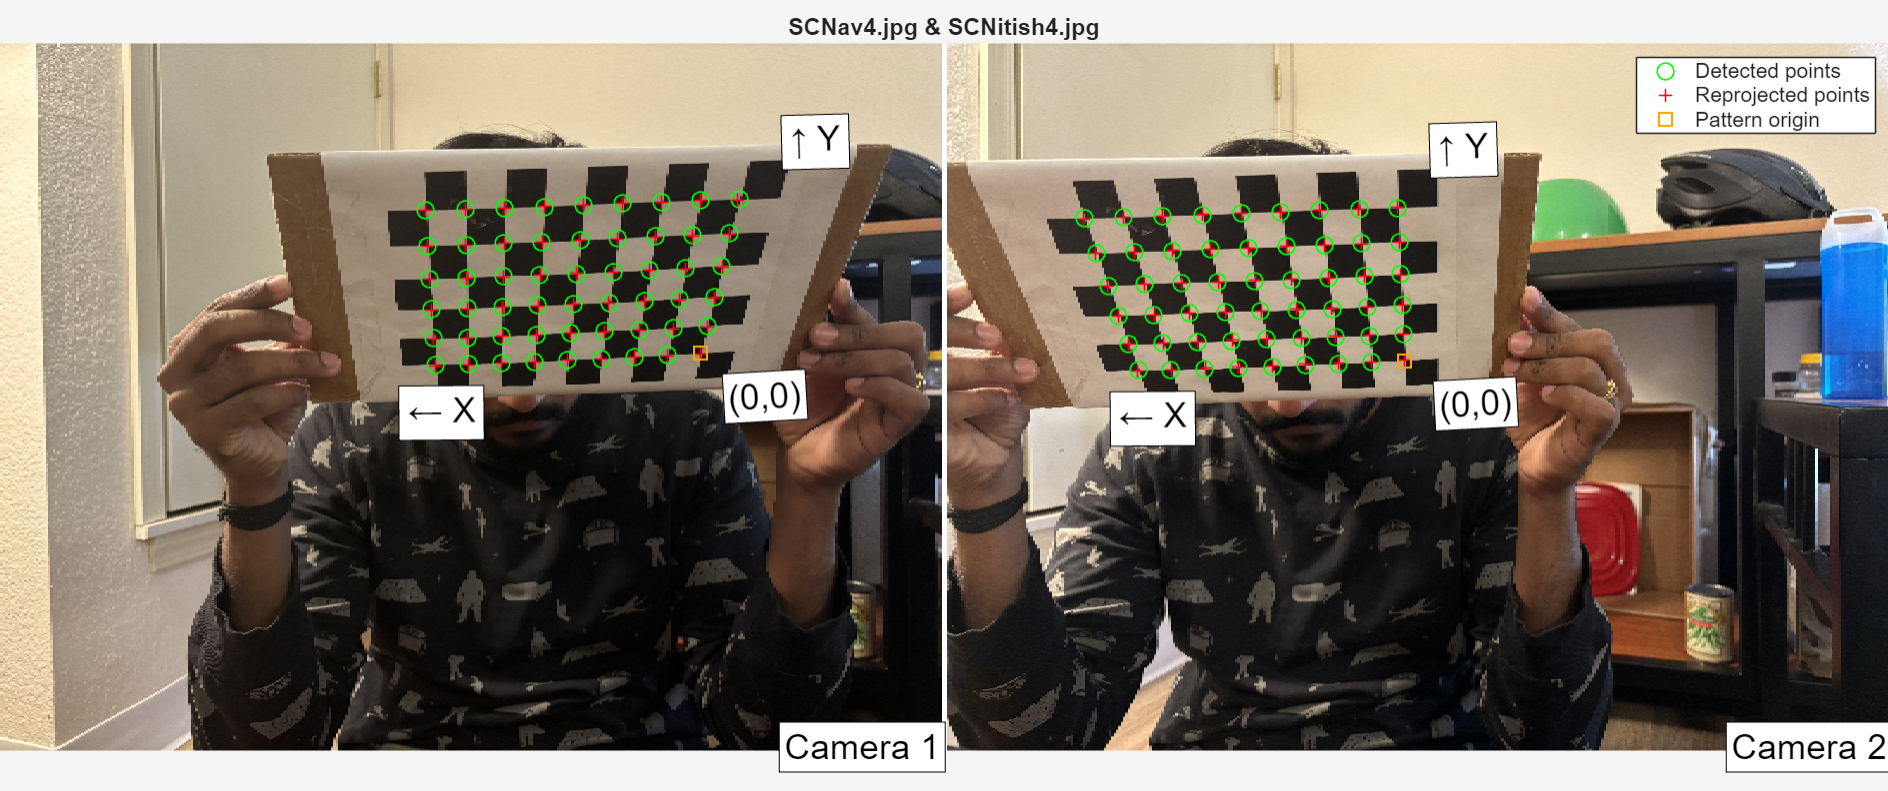 SCNav4.jpg & SCNitish4.jpg
↑ Y
← X
(0,0)
Camera 1
Detected points
Reprojected points
Pattern origin
↑ Y
← X
(0,0)
Camera 2